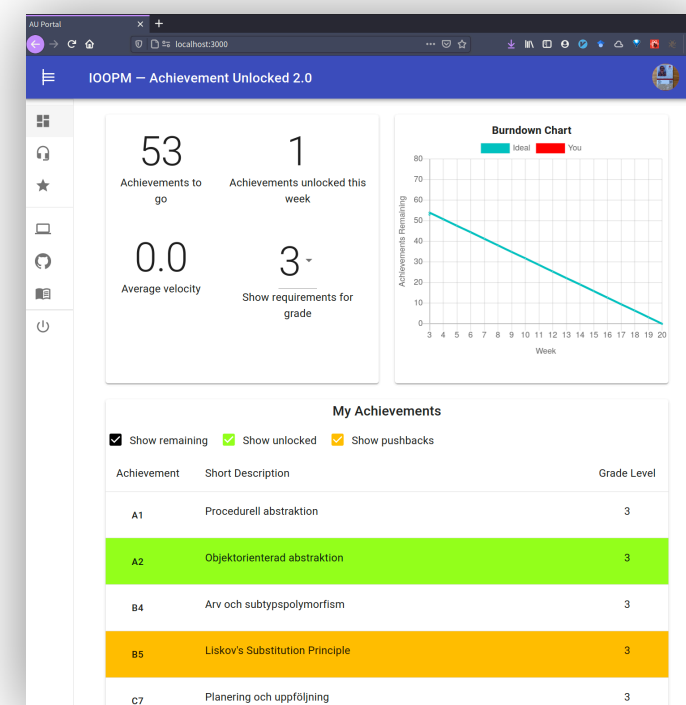 AU Portal
localhost:3000
IOOPM — Achievement Unlocked 2.0
53
Achievements to
go
1
Achievements unlocked this
week
0.0
Average velocity
3
Show requirements for
grade
Burndown Chart
Ideal You
Achievements Remaining
80
70
60
50
40
30
20
10
0
3 4 5 6 7 8 9 10 11 12 13 14 15 16 17 18 19 20
Week
My Achievements
Show remaining Show unlocked Show pushbacks
Achievement Short Description Grade Level
A1 Procedurell abstraktion 3
A2 Objektorienterad abstraktion 3
B4 Arv och subtypspolymorfism 3
B5 Liskov's Substitution Principle 3
C7 Planering och uppföljning 3